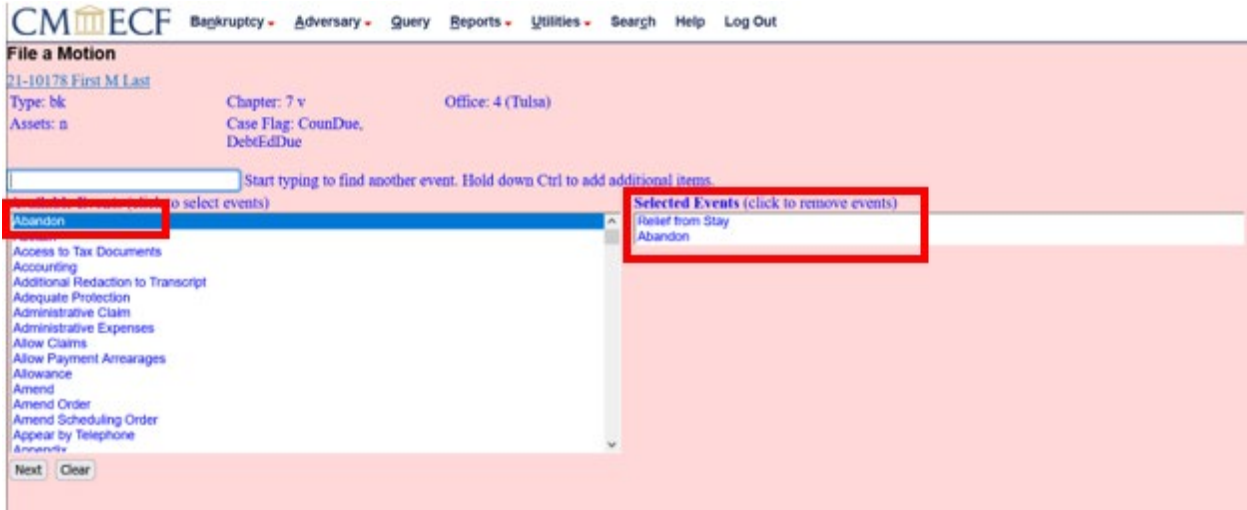 CM ECF Bankruptcy Adversary Query Reports Utilities Search Help Log Out
File a Motion
21-10178 First M Last
Type: bk Chapter: 7 v Office: 4 (Tulsa)
Assets: n Case Flag: CounDue,
DebtEdDue
Start typing to find another event. Hold down Ctrl to add additional items.
to select events) Selected Events (click to remove events)
Abandon Relief from Stay
Abandon
Access to Tax Documents
Accounting
Additional Redaction to Transcript
Adequate Protection
Administrative Claim
Administrative Expenses
Allow Claims
Allow Payment Arrearages
Allowance
Amend
Amend Order
Amend Scheduling Order
Appear by Telephone
Appendix
Next Clear